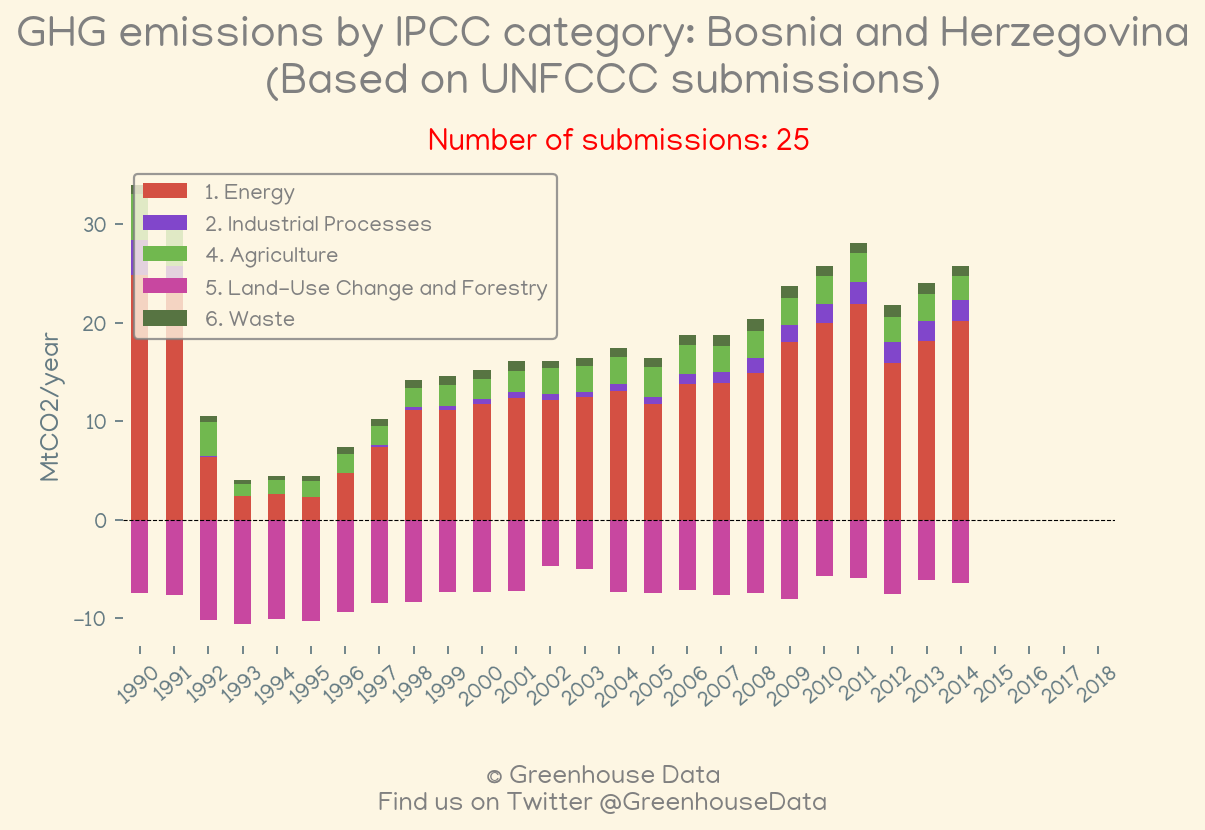 GHG emissions by IPCC category: Bosnia and Herzegovina
(Based on UNFCCC submissions)
Number of submissions: 25
1. Energy
2. Industrial Processes
4. Agriculture
5. Land-Use Change and Forestry
6. Waste
MtCO2/year
30
20
10
0
-10
1990 1991 1992 1993 1994 1995 1996 1997 1998 1999 2000 2001 2002 2003 2004 2005 2006 2007 2008 2009 2010 2011 2012 2013 2014 2015 2016 2017 2018
© Greenhouse Data
Find us on Twitter @GreenhouseData